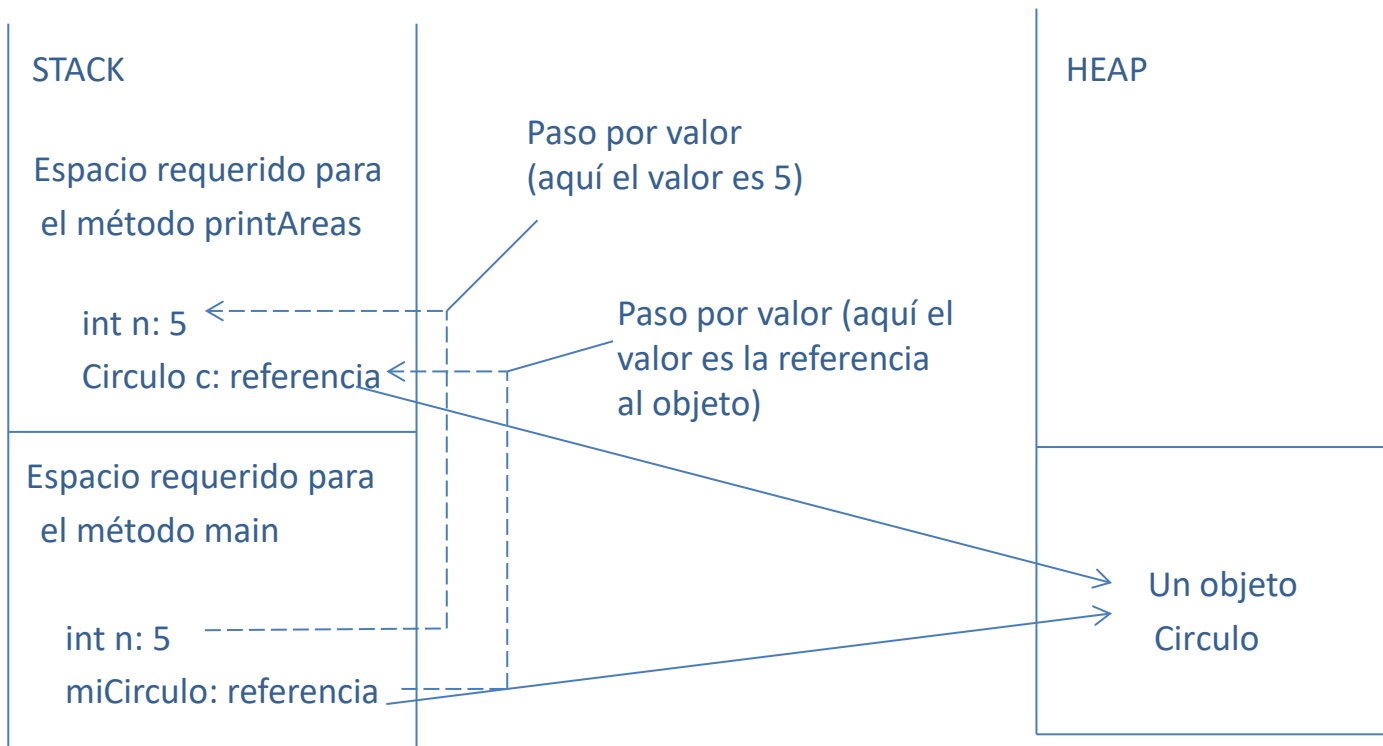 STACK
HEAP
Paso por valor
(aquí el valor es 5)
Espacio requerido para
el método printAreas
int n: 5
Circulo c: referencia
Paso por valor (aquí el
valor es la referencia
al objeto)
Espacio requerido para
el método main
int n: 5
miCirculo: referencia
Un objeto
Circulo